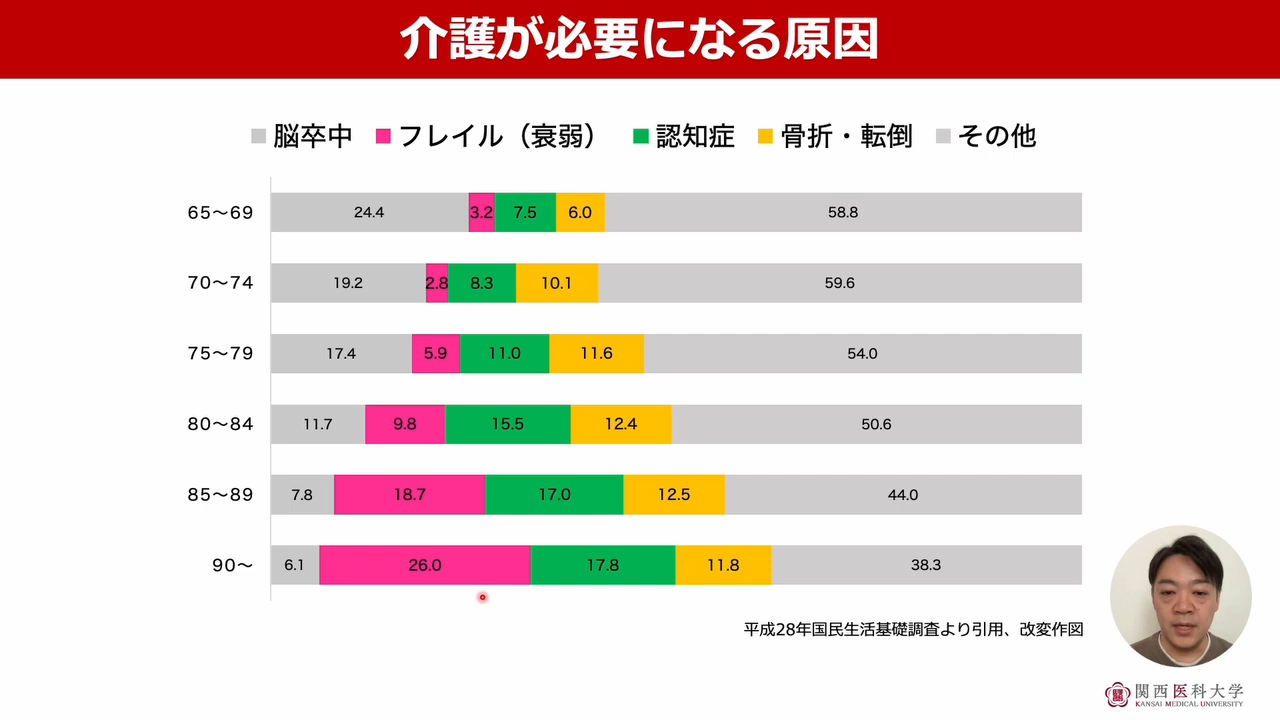 介護が必要になる原因
脳卒中 フレイル（衰弱） 認知症 骨折・転倒 その他
65〜69 24.4 3.2 7.5 6.0 58.8
70〜74 19.2 2.8 8.3 10.1 59.6
75〜79 17.4 5.9 11.0 11.6 54.0
80〜84 11.7 9.8 15.5 12.4 50.6
85〜89 7.8 18.7 17.0 12.5 44.0
90〜 6.1 26.0 17.8 11.8 38.3
平成28年国民生活基礎調査より引用、改変作図
関西医科大学
KANSAI MEDICAL UNIVERSITY